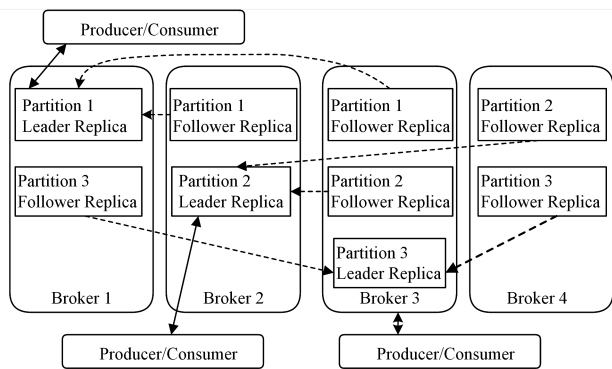 Producer/Consumer
Partition 1
Leader Replica
Partition 1
Follower Replica
Partition 1
Follower Replica
Partition 2
Follower Replica
Partition 3
Follower Replica
Partition 2
Leader Replica
Partition 2
Follower Replica
Partition 3
Follower Replica
Partition 3
Leader Replica
Broker 1
Broker 2
Broker 3
Broker 4
Producer/Consumer
Producer/Consumer